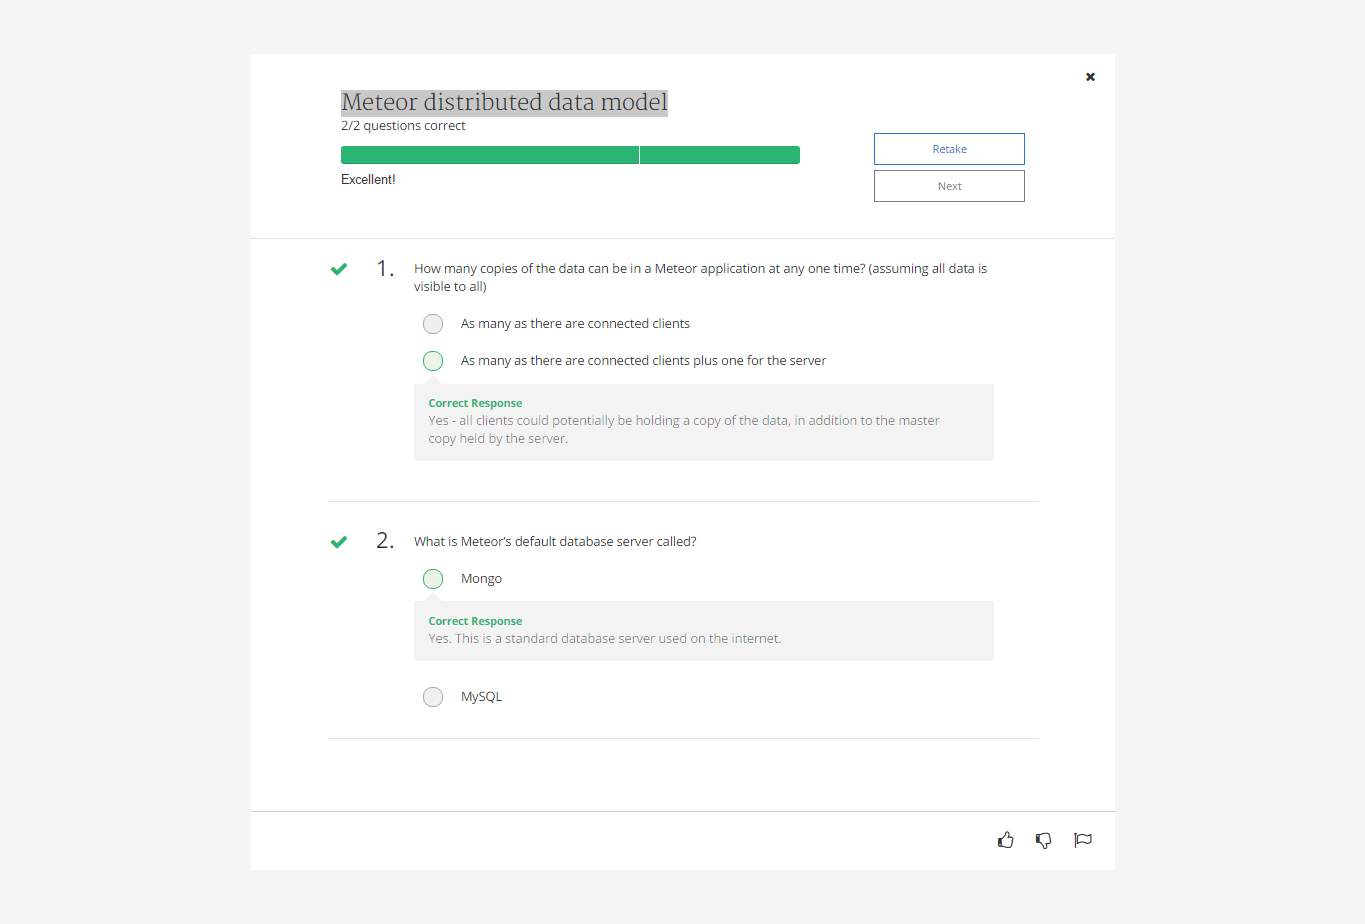 Meteor distributed data model
2/2 questions correct
Excellent!
Retake
Next
1. How many copies of the data can be in a Meteor application at any one time? (assuming all data is
visible to all)
As many as there are connected clients
As many as there are connected clients plus one for the server
Correct Response
Yes - all clients could potentially be holding a copy of the data, in addition to the master
copy held by the server.
2. What is Meteor’s default database server called?
Mongo
Correct Response
Yes. This is a standard database server used on the internet.
MySQL